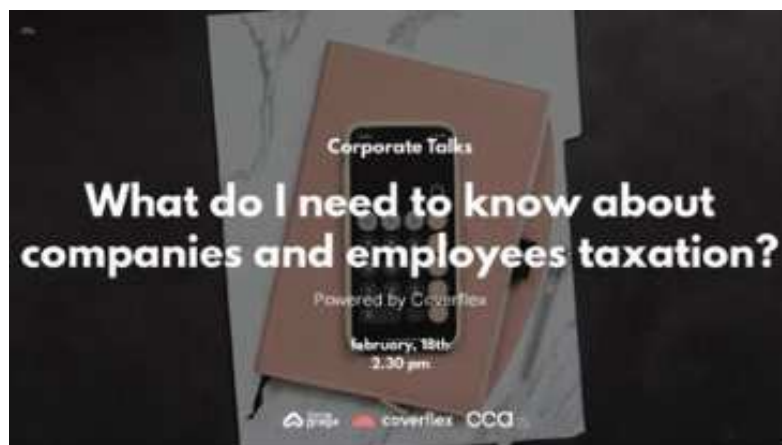 Corporate Talks
What do I need to know about
companies and employees taxation?
Powered by Coverflex
february, 18th
2.30 pm
coverflex
cca